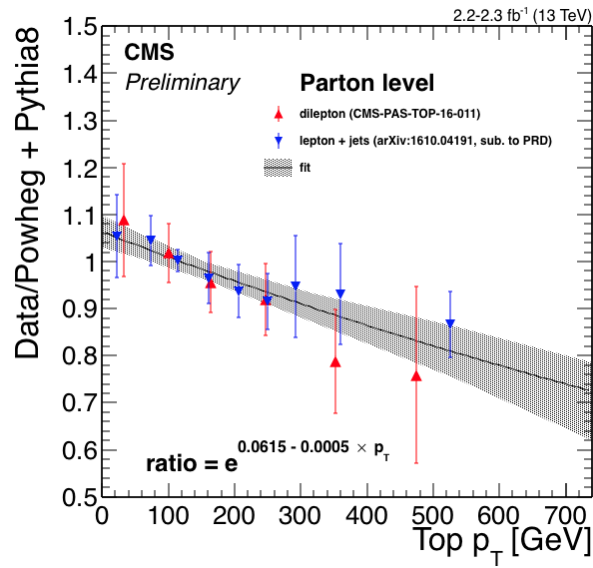 2.2-2.3 fb⁻¹ (13 TeV)
CMS
Preliminary
Parton level
dilepton (CMS-PAS-TOP-16-011)
lepton + jets (arXiv:1610.04191, sub. to PRD)
fit
Data/Powheg + Pythia8
1.5
1.4
1.3
1.2
1.1
1
0.9
0.8
0.7
0.6
0.5
ratio = e^(0.0615 - 0.0005 × p_T)
0 100 200 300 400 500 600 700
Top p_T [GeV]